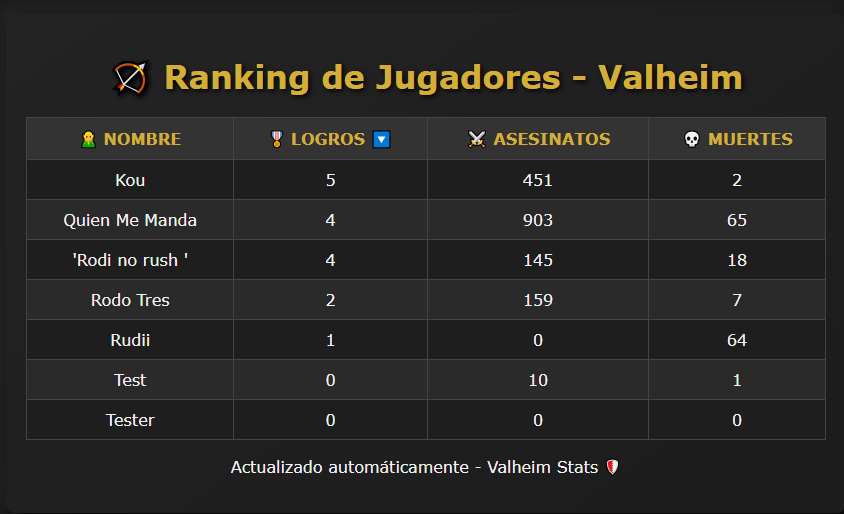 🏹 Ranking de Jugadores - Valheim
🙎 NOMBRE 🎖️ LOGROS 🔽 ⚔️ ASESINATOS 💀 MUERTES
Kou 5 451 2
Quien Me Manda 4 903 65
'Rodi no rush ' 4 145 18
Rodo Tres 2 159 7
Rudii 1 0 64
Test 0 10 1
Tester 0 0 0
Actualizado automáticamente - Valheim Stats 🛡️